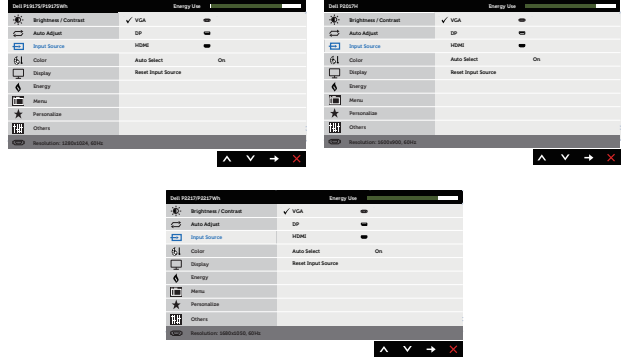 Dell P1917S/P1917SWh Energy Use
Brightness / Contrast ✓ VGA
Auto Adjust DP
Input Source HDMI
Color Auto Select On
Display Reset Input Source
Energy
Menu
Personalize
Others
Resolution: 1280x1024, 60Hz
Dell P2017H Energy Use
Brightness / Contrast ✓ VGA
Auto Adjust DP
Input Source HDMI
Color Auto Select On
Display Reset Input Source
Energy
Menu
Personalize
Others
Resolution: 1600x900, 60Hz
Dell P2217/P2217Wh Energy Use
Brightness / Contrast ✓ VGA
Auto Adjust DP
Input Source HDMI
Color Auto Select On
Display Reset Input Source
Energy
Menu
Personalize
Others
Resolution: 1680x1050, 60Hz